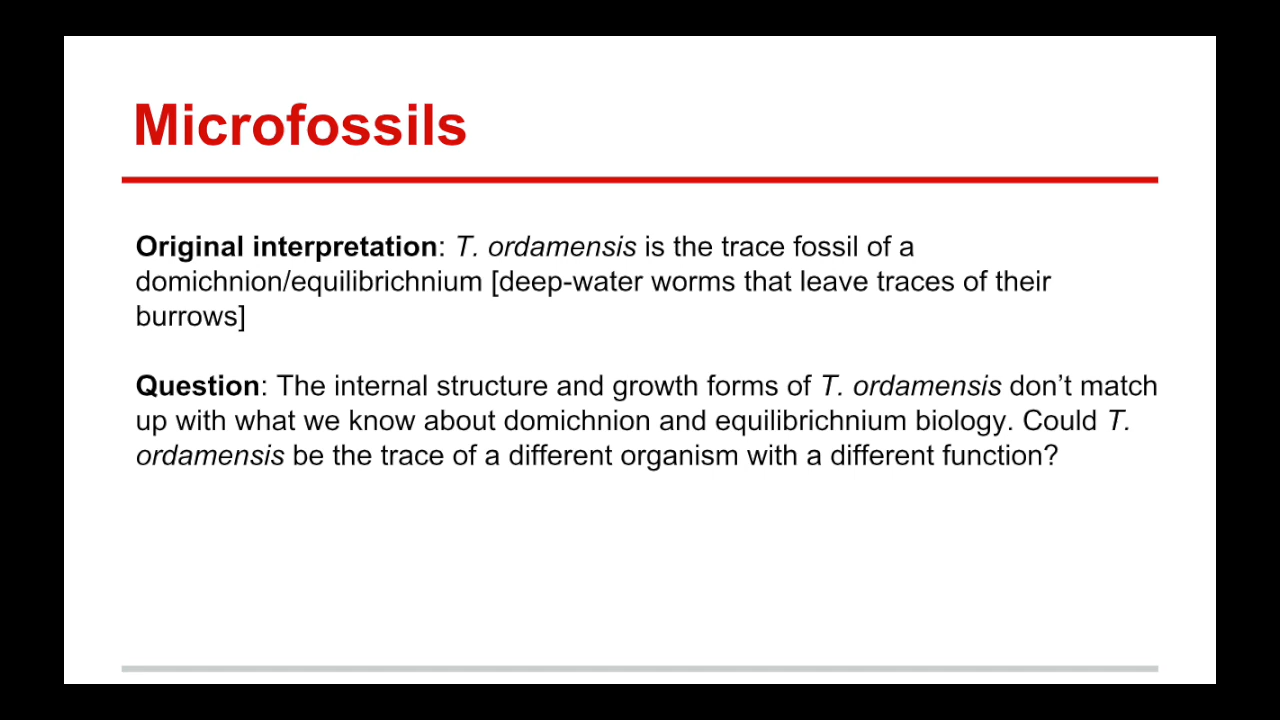 Microfossils
Original interpretation: T. ordamensis is the trace fossil of a
domichnion/equilibrichnium [deep-water worms that leave traces of their
burrows]
Question: The internal structure and growth forms of T. ordamensis don’t match
up with what we know about domichnion and equilibrichnium biology. Could T.
ordamensis be the trace of a different organism with a different function?